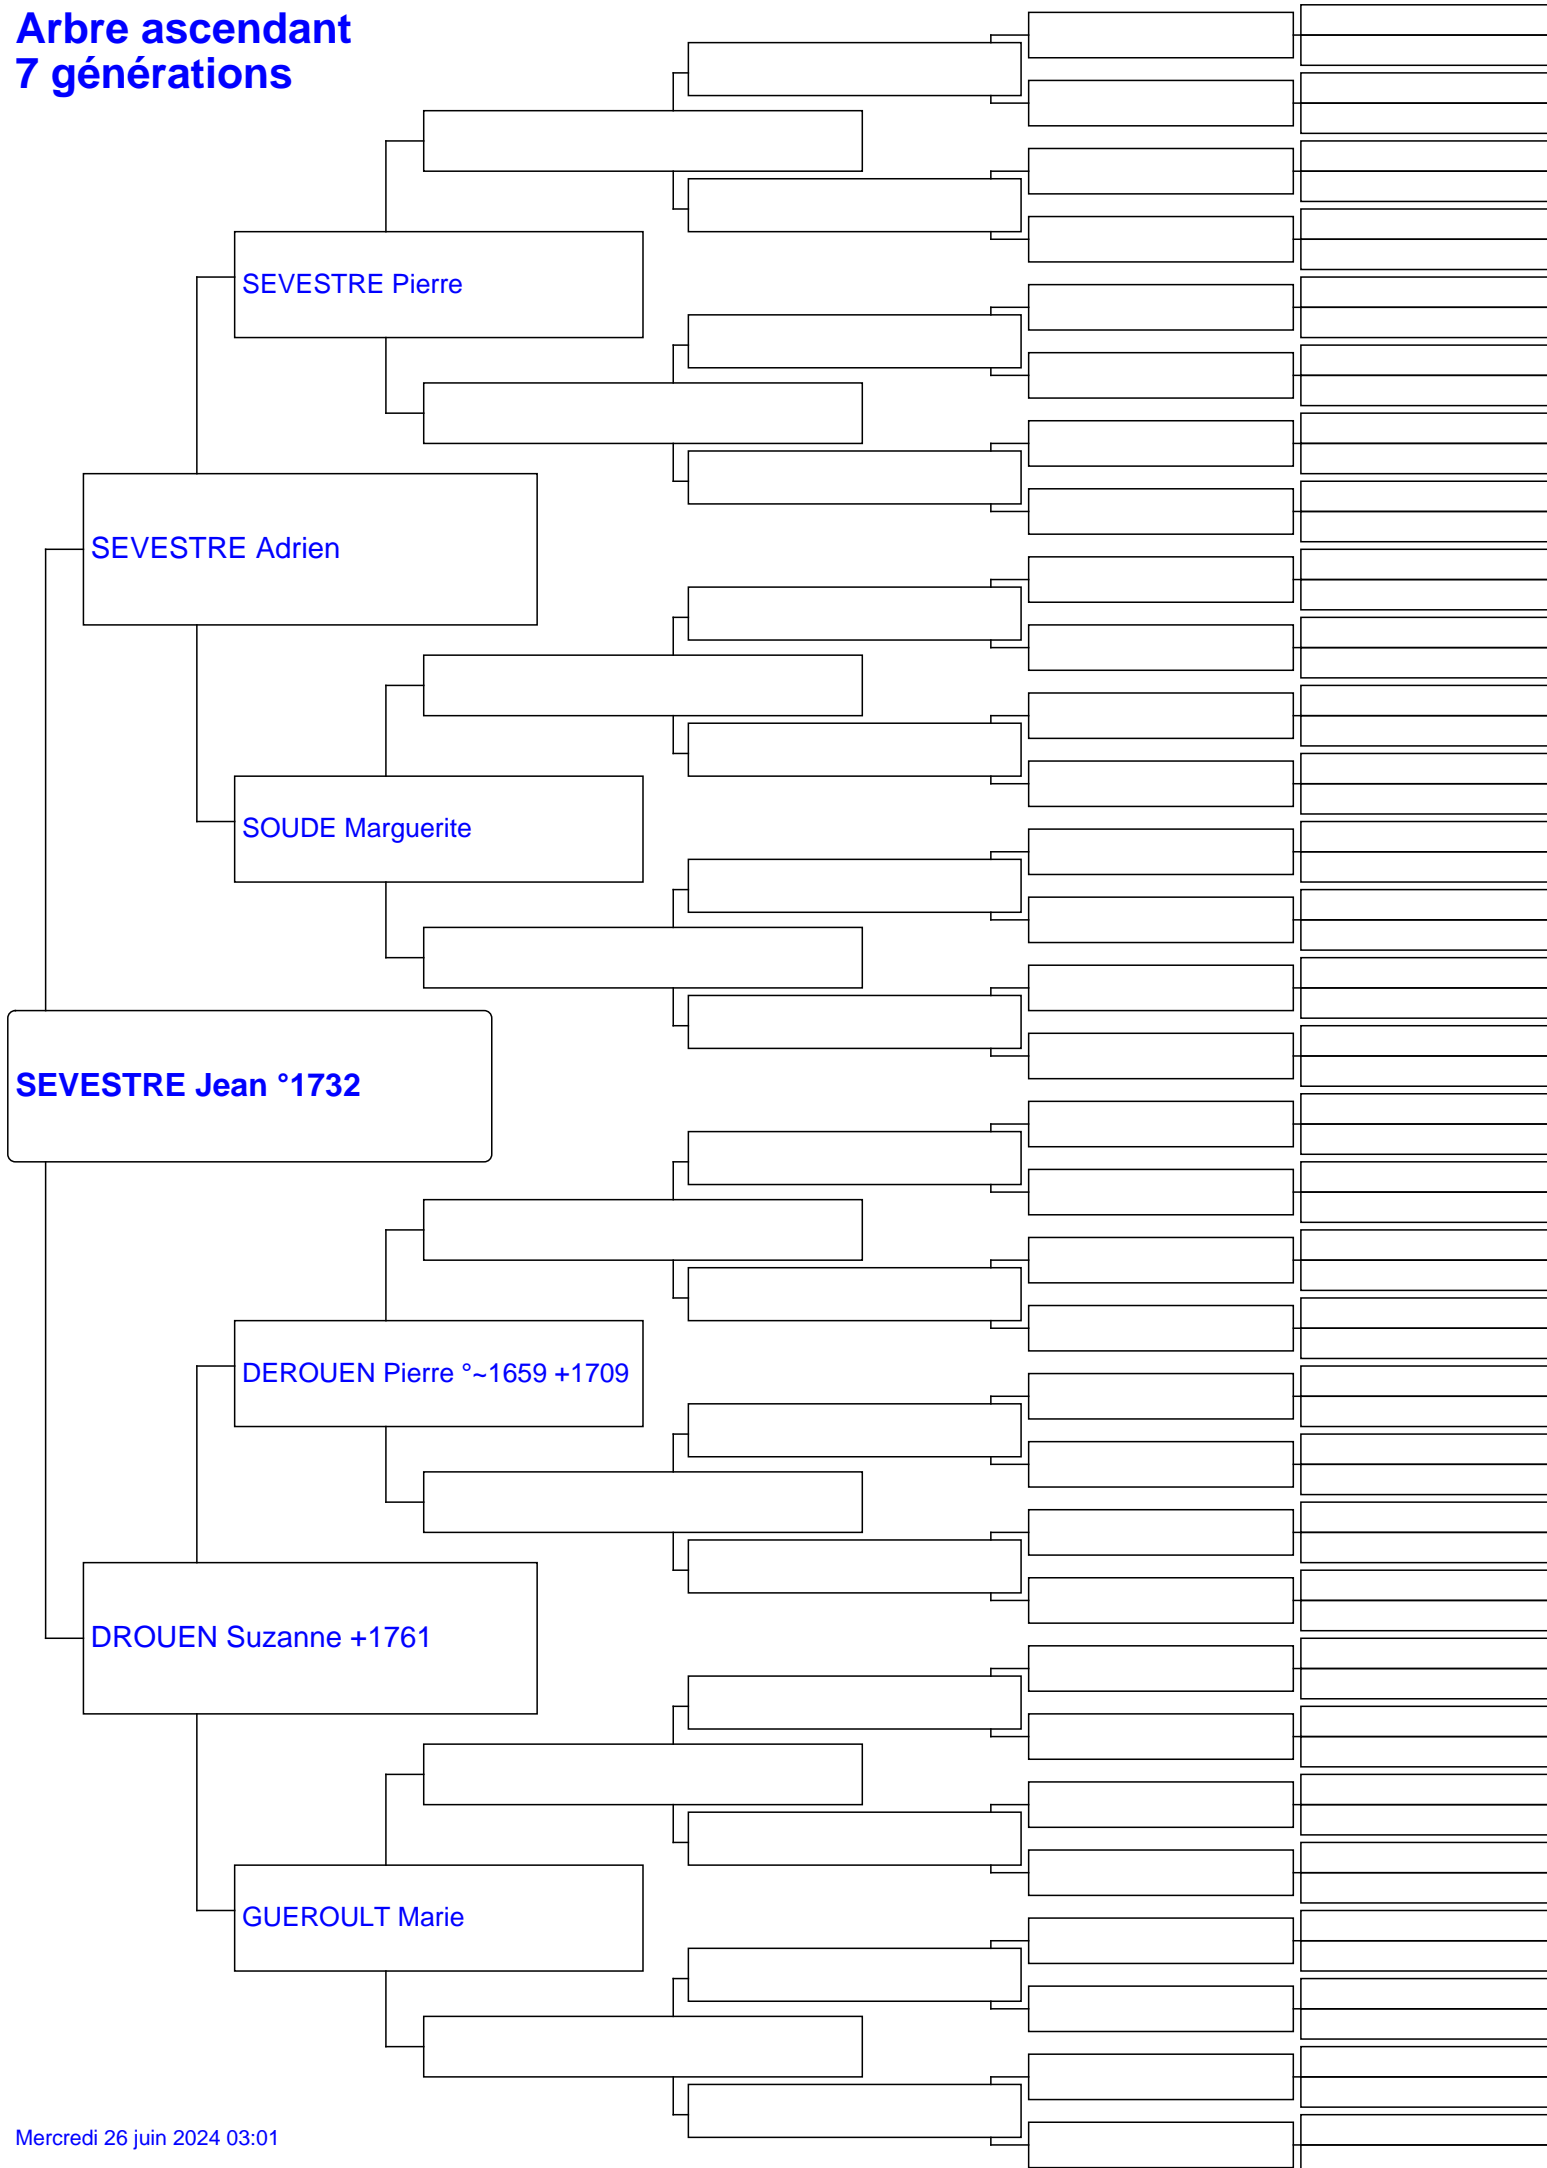 Arbre ascendant
7 générations
SEVESTRE Pierre
SEVESTRE Adrien
SOUDE Marguerite
SEVESTRE Jean °1732
DEROUEN Pierre °~1659 +1709
DROUEN Suzanne +1761
GUEROULT Marie
Mercredi 26 juin 2024 03:01